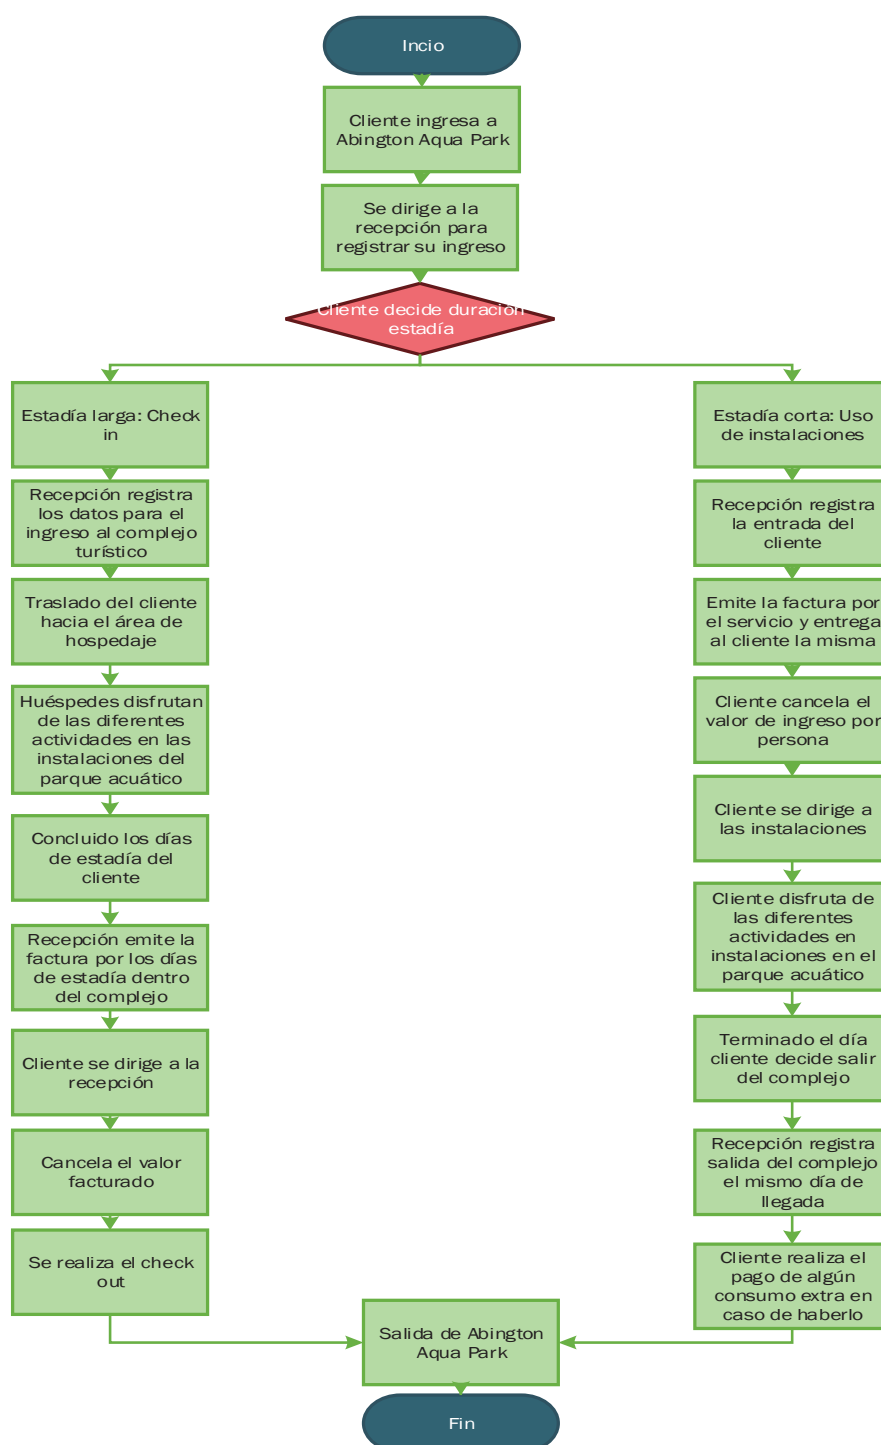 Incio
Cliente ingresa a
Abington Aqua Park
Se dirige a la
recepción para
registrar su ingreso
Cliente decide duración
estadía
Estadía larga: Check
in
Recepción registra
los datos para el
ingreso al complejo
turístico
Traslado del cliente
hacia el área de
hospedaje
Huéspedes disfrutan
de las diferentes
actividades en las
instalaciones del
parque acuático
Concluido los días
de estadía del
cliente
Recepción emite la
factura por los días
de estadía dentro
del complejo
Cliente se dirige a la
recepción
Cancela el valor
facturado
Se realiza el check
out
Estadía corta: Uso
de instalaciones
Recepción registra
la entrada del
cliente
Emite la factura por
el servicio y entrega
al cliente la misma
Cliente cancela el
valor de ingreso por
persona
Cliente se dirige a
las instalaciones
Cliente disfruta de
las diferentes
actividades en
instalaciones en el
parque acuático
Terminado el día
cliente decide salir
del complejo
Recepción registra
salida del complejo
el mismo día de
llegada
Cliente realiza el
pago de algún
consumo extra en
caso de haberlo
Salida de Abington
Aqua Park
Fin